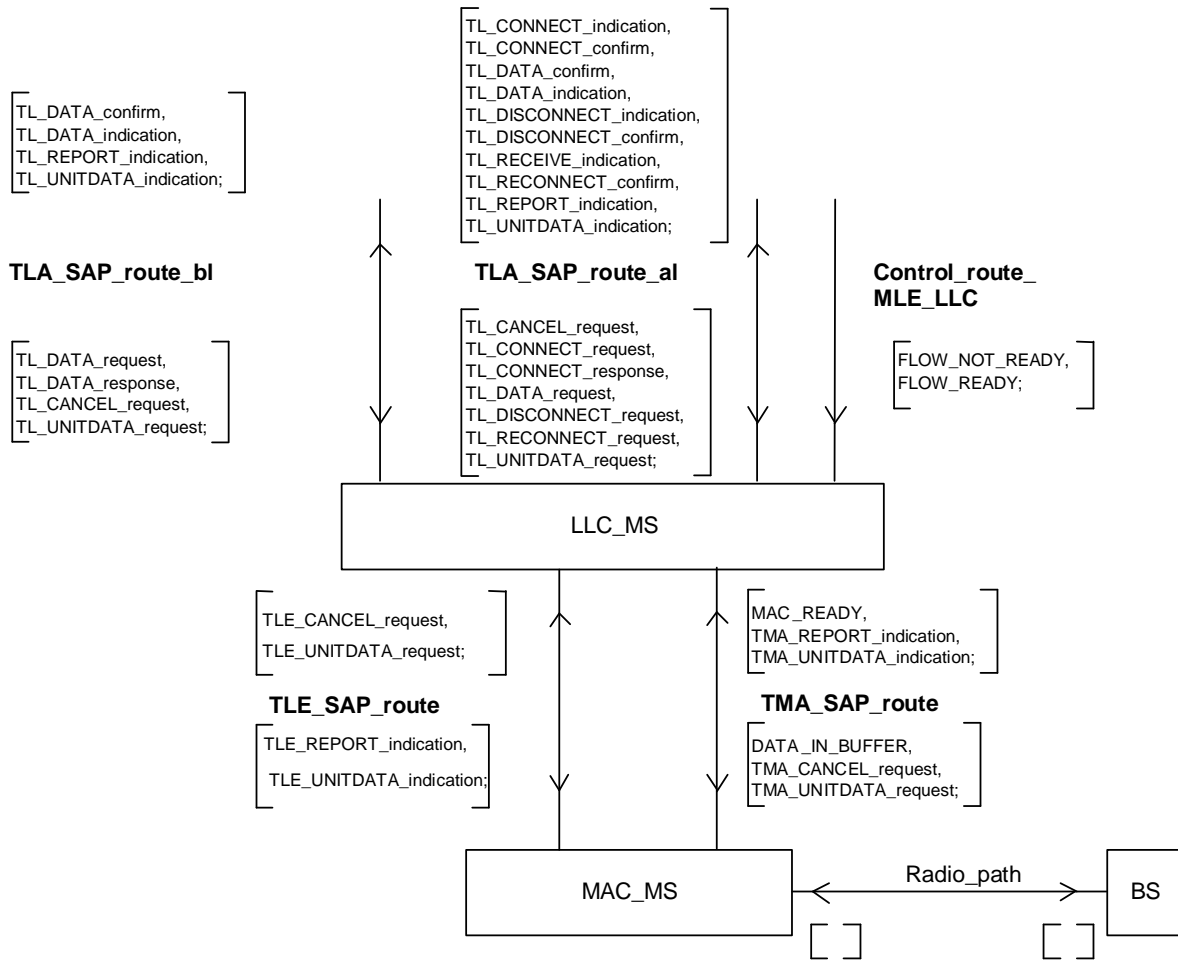 TL_DATA_confirm,
TL_DATA_indication,
TL_REPORT_indication,
TL_UNITDATA_indication;
TL_CONNECT_indication,
TL_CONNECT_confirm,
TL_DATA_confirm,
TL_DATA_indication,
TL_DISCONNECT_indication,
TL_DISCONNECT_confirm,
TL_RECEIVE_indication,
TL_RECONNECT_confirm,
TL_REPORT_indication,
TL_UNITDATA_indication;
TLA_SAP_route_bl
TLA_SAP_route_al
Control_route_
MLE_LLC
TL_DATA_request,
TL_DATA_response,
TL_CANCEL_request,
TL_UNITDATA_request;
TL_CANCEL_request,
TL_CONNECT_request,
TL_CONNECT_response,
TL_DATA_request,
TL_DISCONNECT_request,
TL_RECONNECT_request,
TL_UNITDATA_request;
FLOW_NOT_READY,
FLOW_READY;
LLC_MS
TLE_CANCEL_request,
TLE_UNITDATA_request;
MAC_READY,
TMA_REPORT_indication,
TMA_UNITDATA_indication;
TLE_SAP_route
TMA_SAP_route
TLE_REPORT_indication,
TLE_UNITDATA_indication;
DATA_IN_BUFFER,
TMA_CANCEL_request,
TMA_UNITDATA_request;
MAC_MS
Radio_path
BS